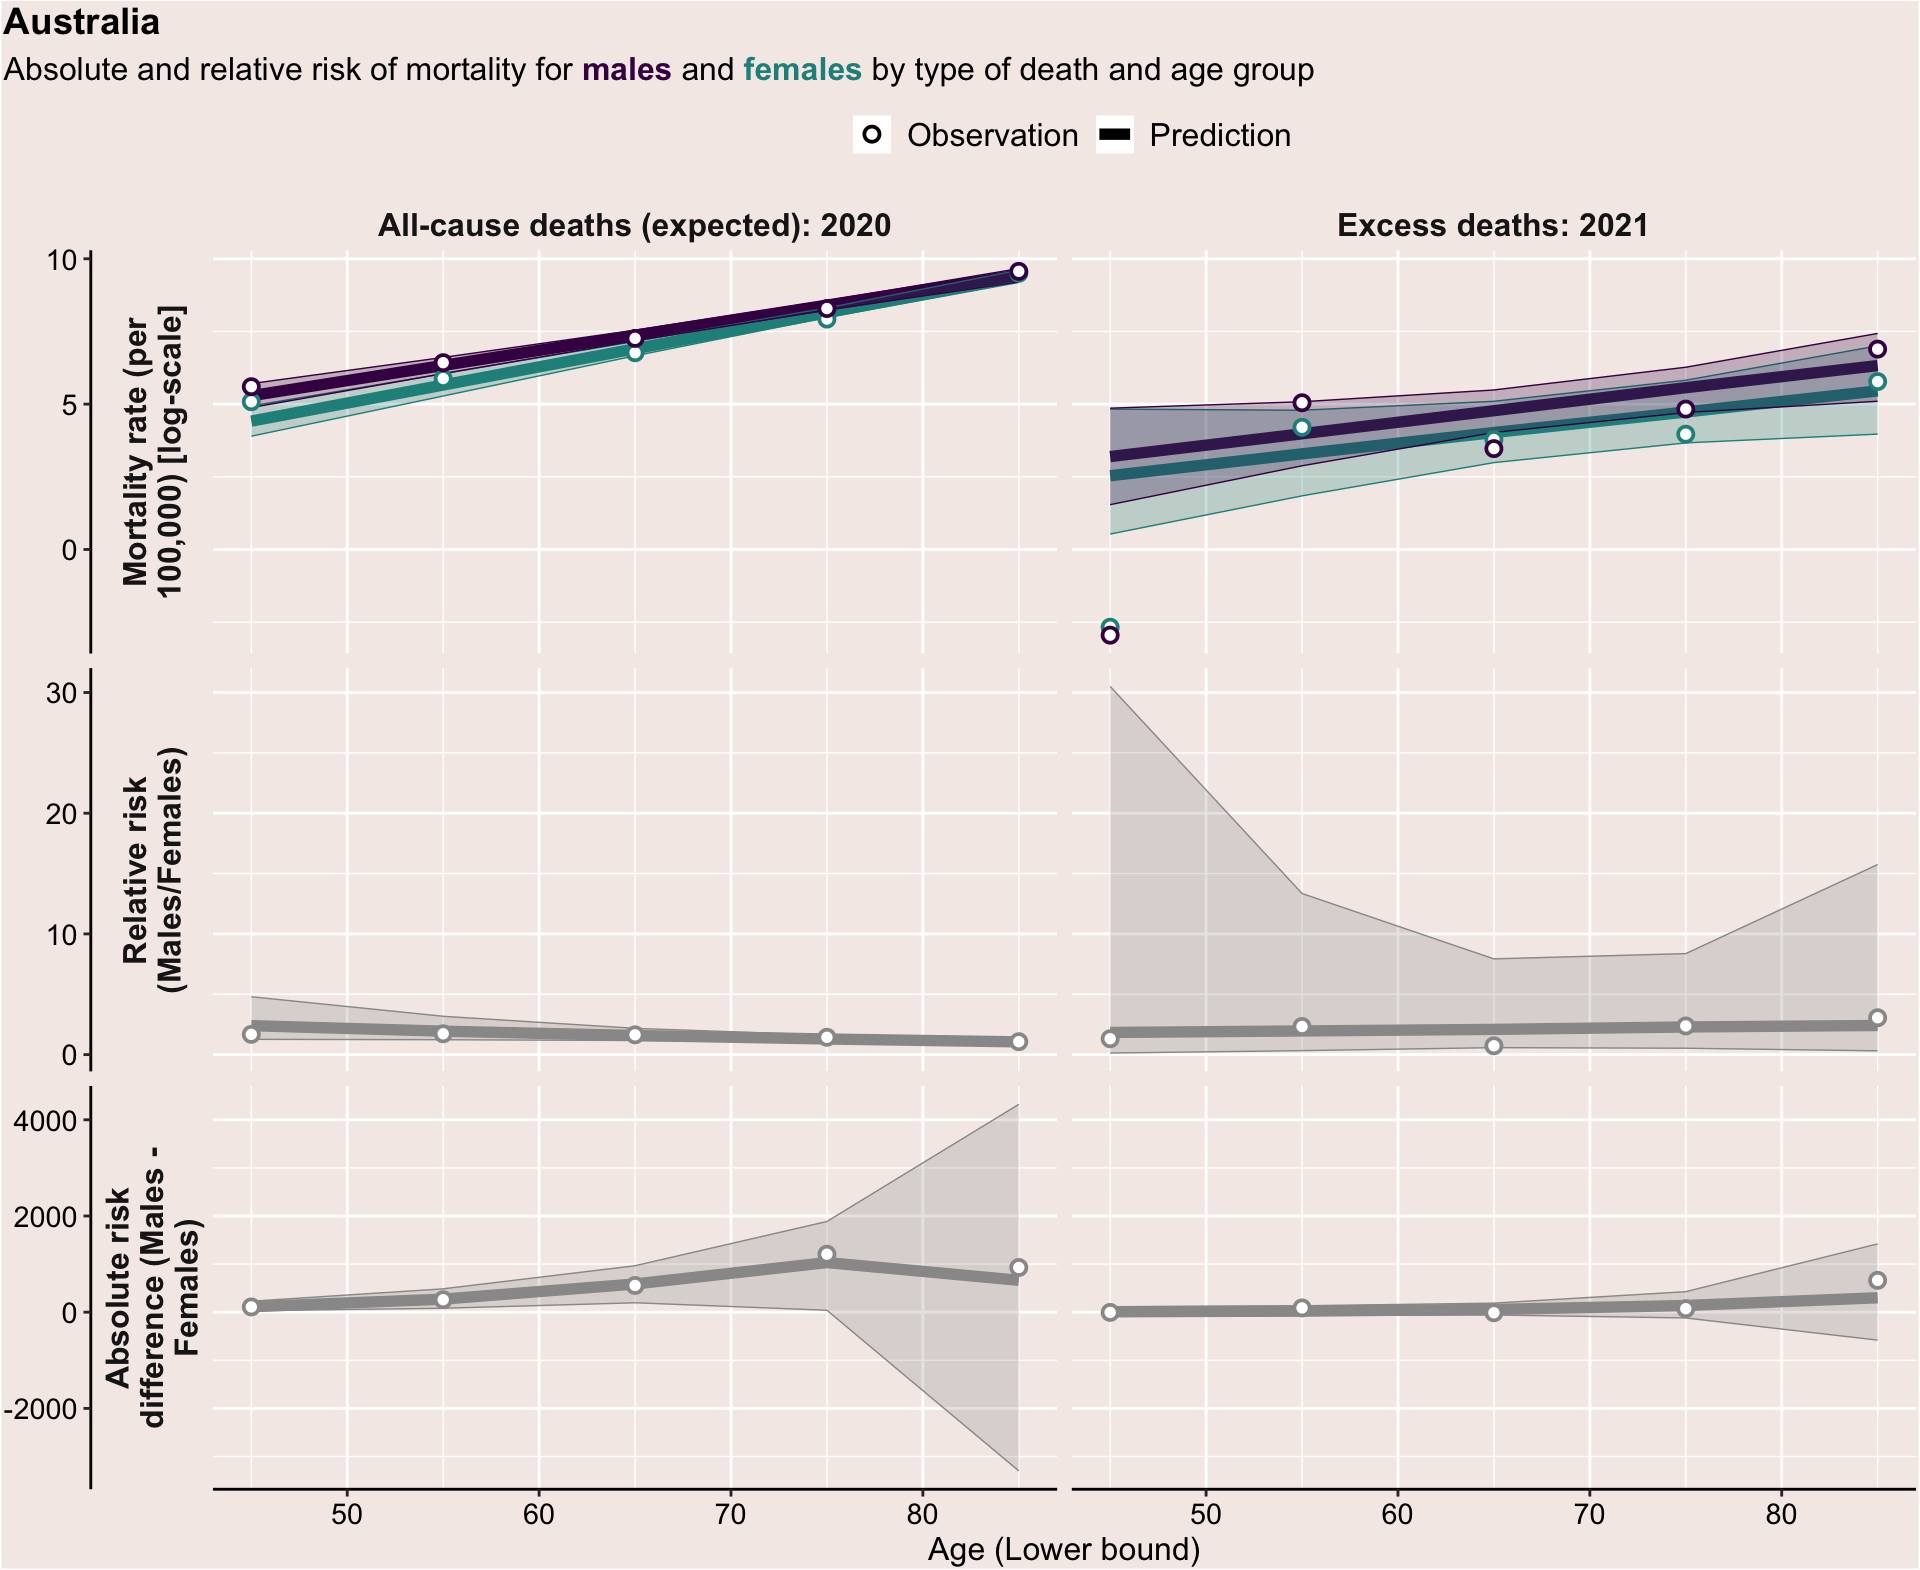 Australia
Absolute and relative risk of mortality for males and females by type of death and age group
Observation Prediction
All-cause deaths (expected): 2020
Excess deaths: 2021
Mortality rate (per
100,000) [log-scale]
10
5
0
Relative risk
(Males/Females)
30
20
10
0
Absolute risk
difference (Males -
Females)
4000
2000
0
-2000
50 60 70 80
50 60 70 80
Age (Lower bound)